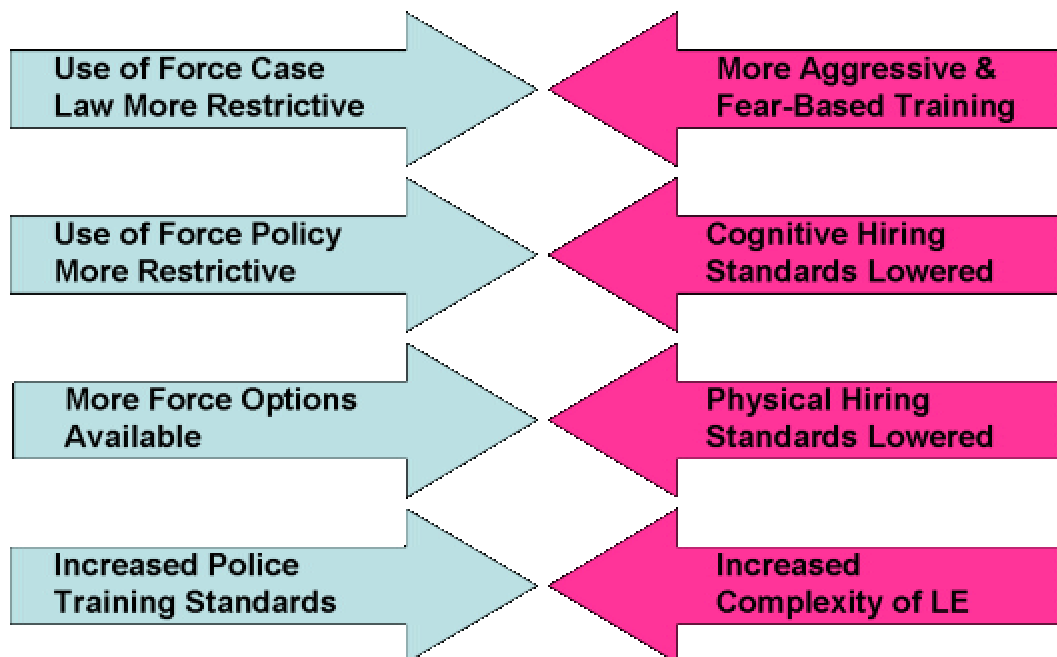 Use of Force Case
Law More Restrictive
More Aggressive &
Fear-Based Training
Use of Force Policy
More Restrictive
Cognitive Hiring
Standards Lowered
More Force Options
Available
Physical Hiring
Standards Lowered
Increased Police
Training Standards
Increased
Complexity of LE